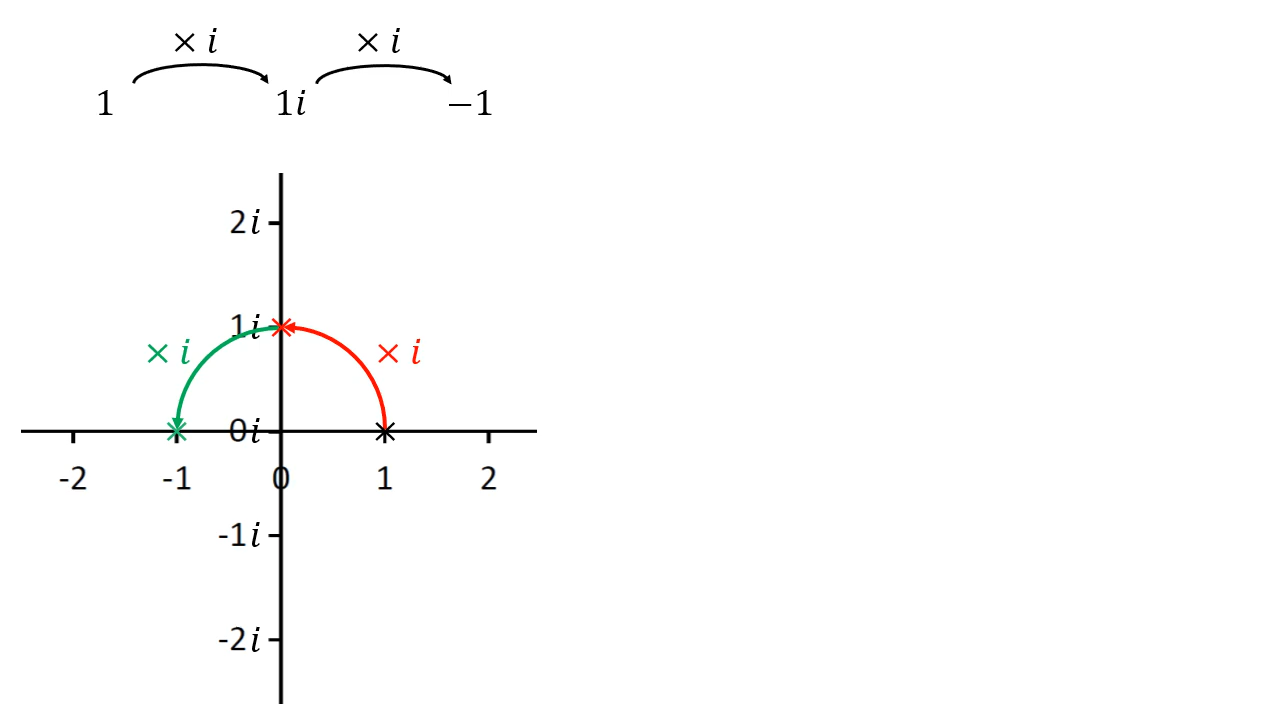 × i × i
1 1i −1
2i
1i
× i × i
0i
-2 -1 0 1 2
-1i
-2i